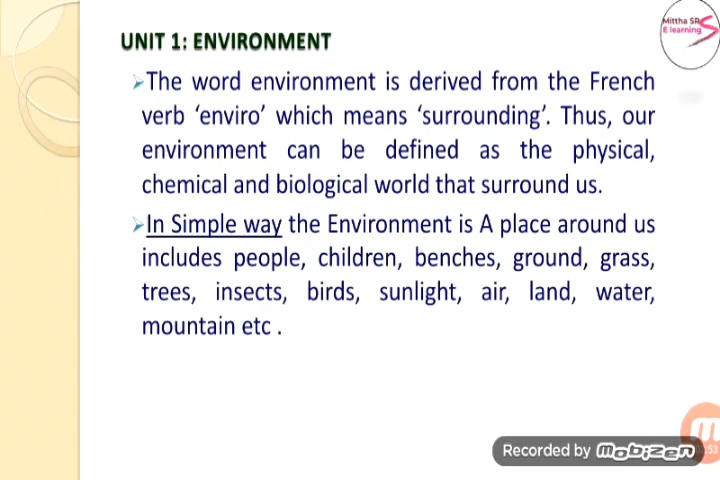 Mittha SR
E learning
UNIT 1: ENVIRONMENT
The word environment is derived from the French
verb ‘enviro’ which means ‘surrounding’. Thus, our
environment can be defined as the physical,
chemical and biological world that surround us.
In Simple way the Environment is A place around us
includes people, children, benches, ground, grass,
trees, insects, birds, sunlight, air, land, water,
mountain etc .
Recorded by mobizen